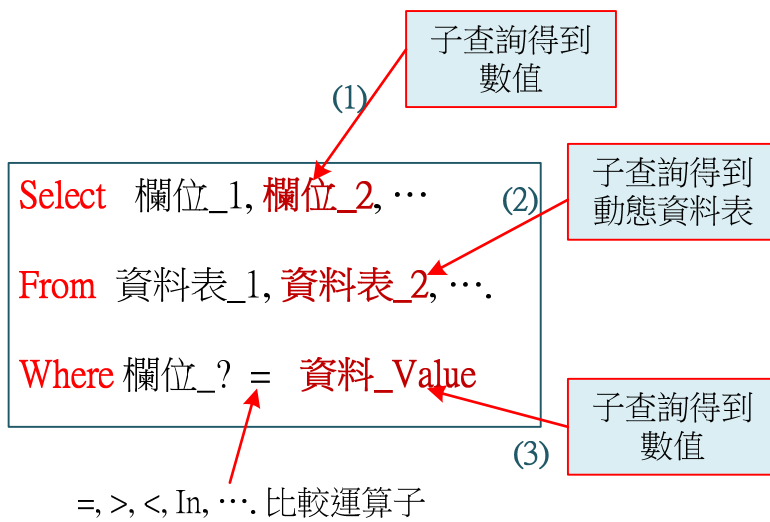 子查詢得到
數值
(1)
Select 欄位_1, 欄位_2, …
子查詢得到
動態資料表
(2)
From 資料表_1, 資料表_2, ….
Where 欄位_? = 資料_Value
子查詢得到
數值
(3)
=, >, <, In, …. 比較運算子